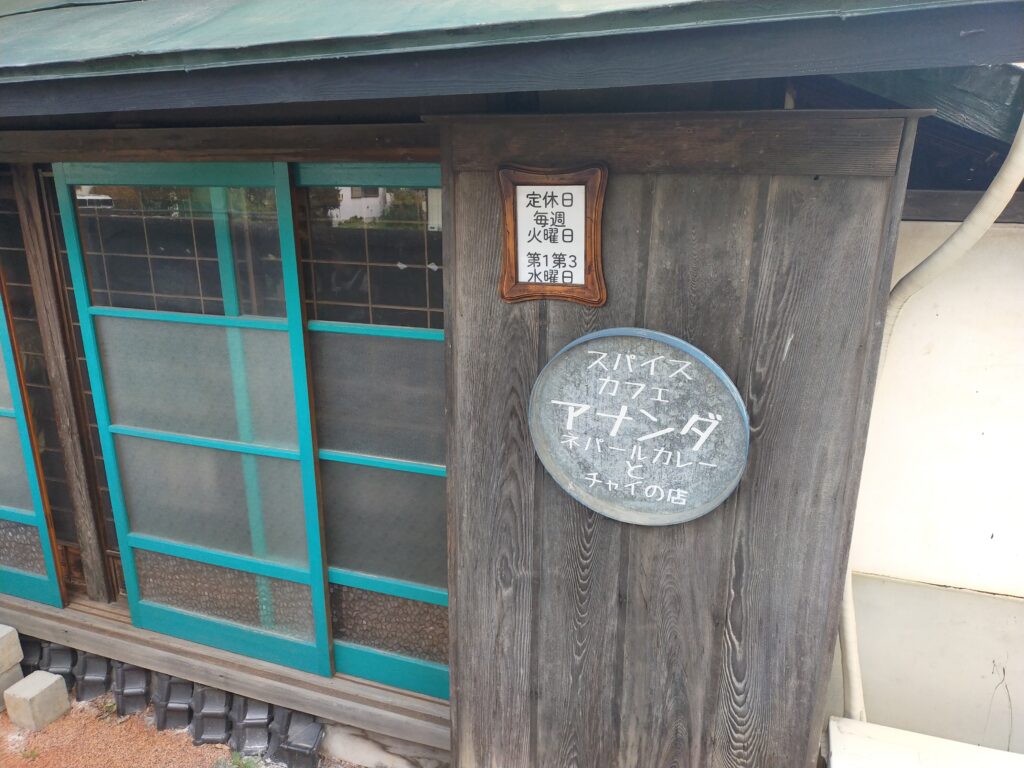 定休日
毎週
火曜日
第1第3
水曜日
スパイス
カフェ
アナンダ
ネパールカレー
と
チャイの店